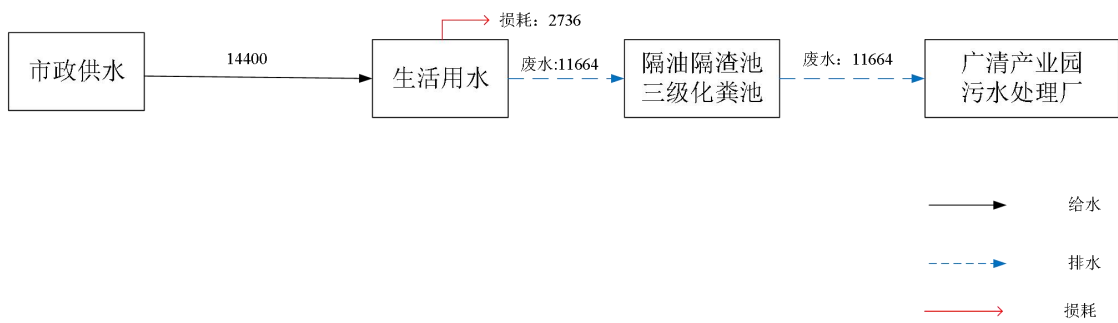 损耗：2736
市政供水
14400
生活用水
废水:11664
隔油隔渣池
三级化粪池
废水：11664
广清产业园
污水处理厂
给水
排水
损耗